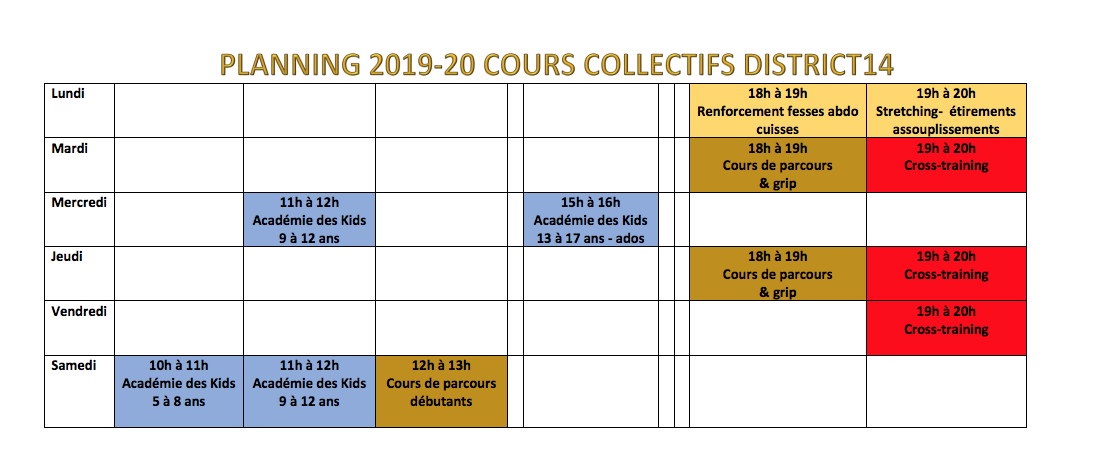 PLANNING 2019-20 COURS COLLECTIFS DISTRICT14
Lundi
18h à 19h
Renforcement fesses abdo
cuisses
19h à 20h
Stretching- étirements
assouplissements
Mardi
18h à 19h
Cours de parcours
& grip
19h à 20h
Cross-training
Mercredi
11h à 12h
Académie des Kids
9 à 12 ans
15h à 16h
Académie des Kids
13 à 17 ans - ados
Jeudi
18h à 19h
Cours de parcours
& grip
19h à 20h
Cross-training
Vendredi
19h à 20h
Cross-training
Samedi
10h à 11h
Académie des Kids
5 à 8 ans
11h à 12h
Académie des Kids
9 à 12 ans
12h à 13h
Cours de parcours
débutants